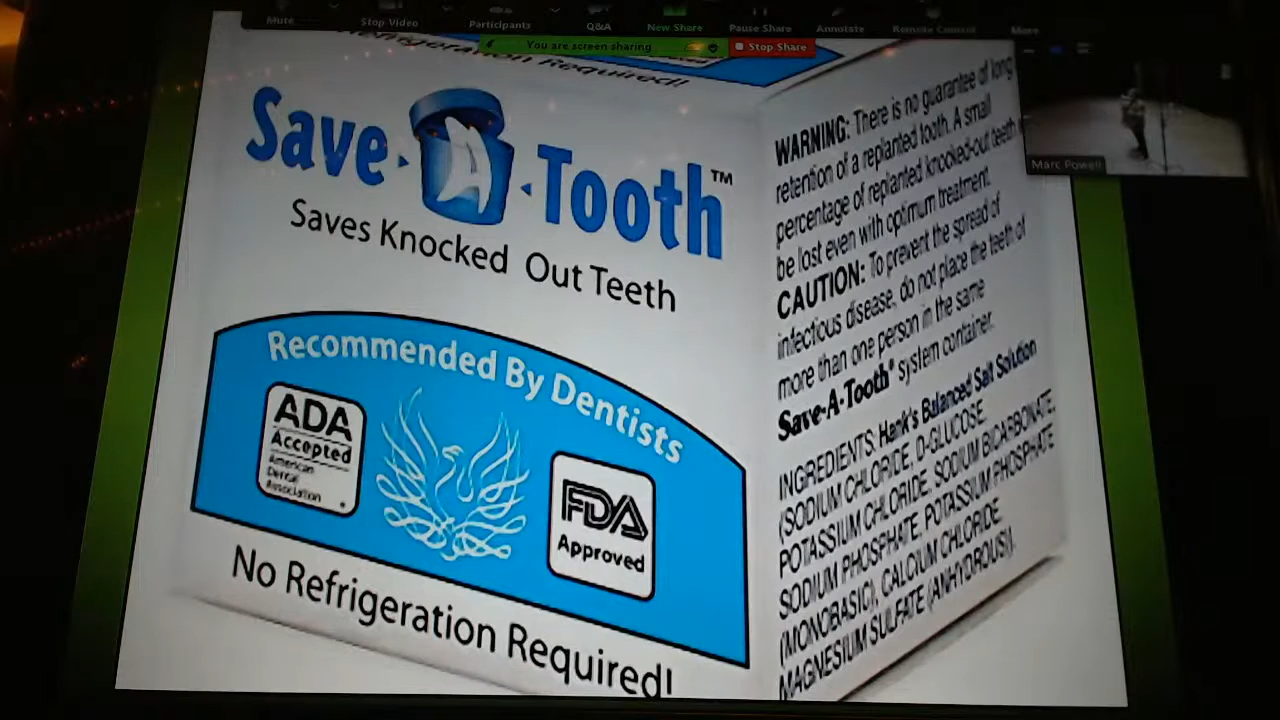 Mute
Stop Video
Participants
Q&A
New Share
Pause Share
Annotate
Remote Control
More
You are screen sharing
Stop Share
Refrigeration Required!
Save A Tooth™
Saves Knocked Out Teeth
Recommended By Dentists
ADA
Accepted
American
Dental
Association
FDA
Approved
No Refrigeration Required!
WARNING: There is no guarantee of long
retention of a replanted tooth. A small
percentage of replanted knocked-out teeth
be lost even with optimum treatment.
CAUTION: To prevent the spread of
infectious disease, do not place the teeth of
more than one person in the same
Save-A-Tooth® system container.
INGREDIENTS: Hank's Balanced Salt Solution
(SODIUM CHLORIDE, D-GLUCOSE,
POTASSIUM CHLORIDE, SODIUM BICARBONATE,
SODIUM PHOSPHATE, POTASSIUM PHOSPHATE
(MONOBASIC), CALCIUM CHLORIDE
MAGNESIUM SULFATE (ANHYDROUS)).
Marc Powell